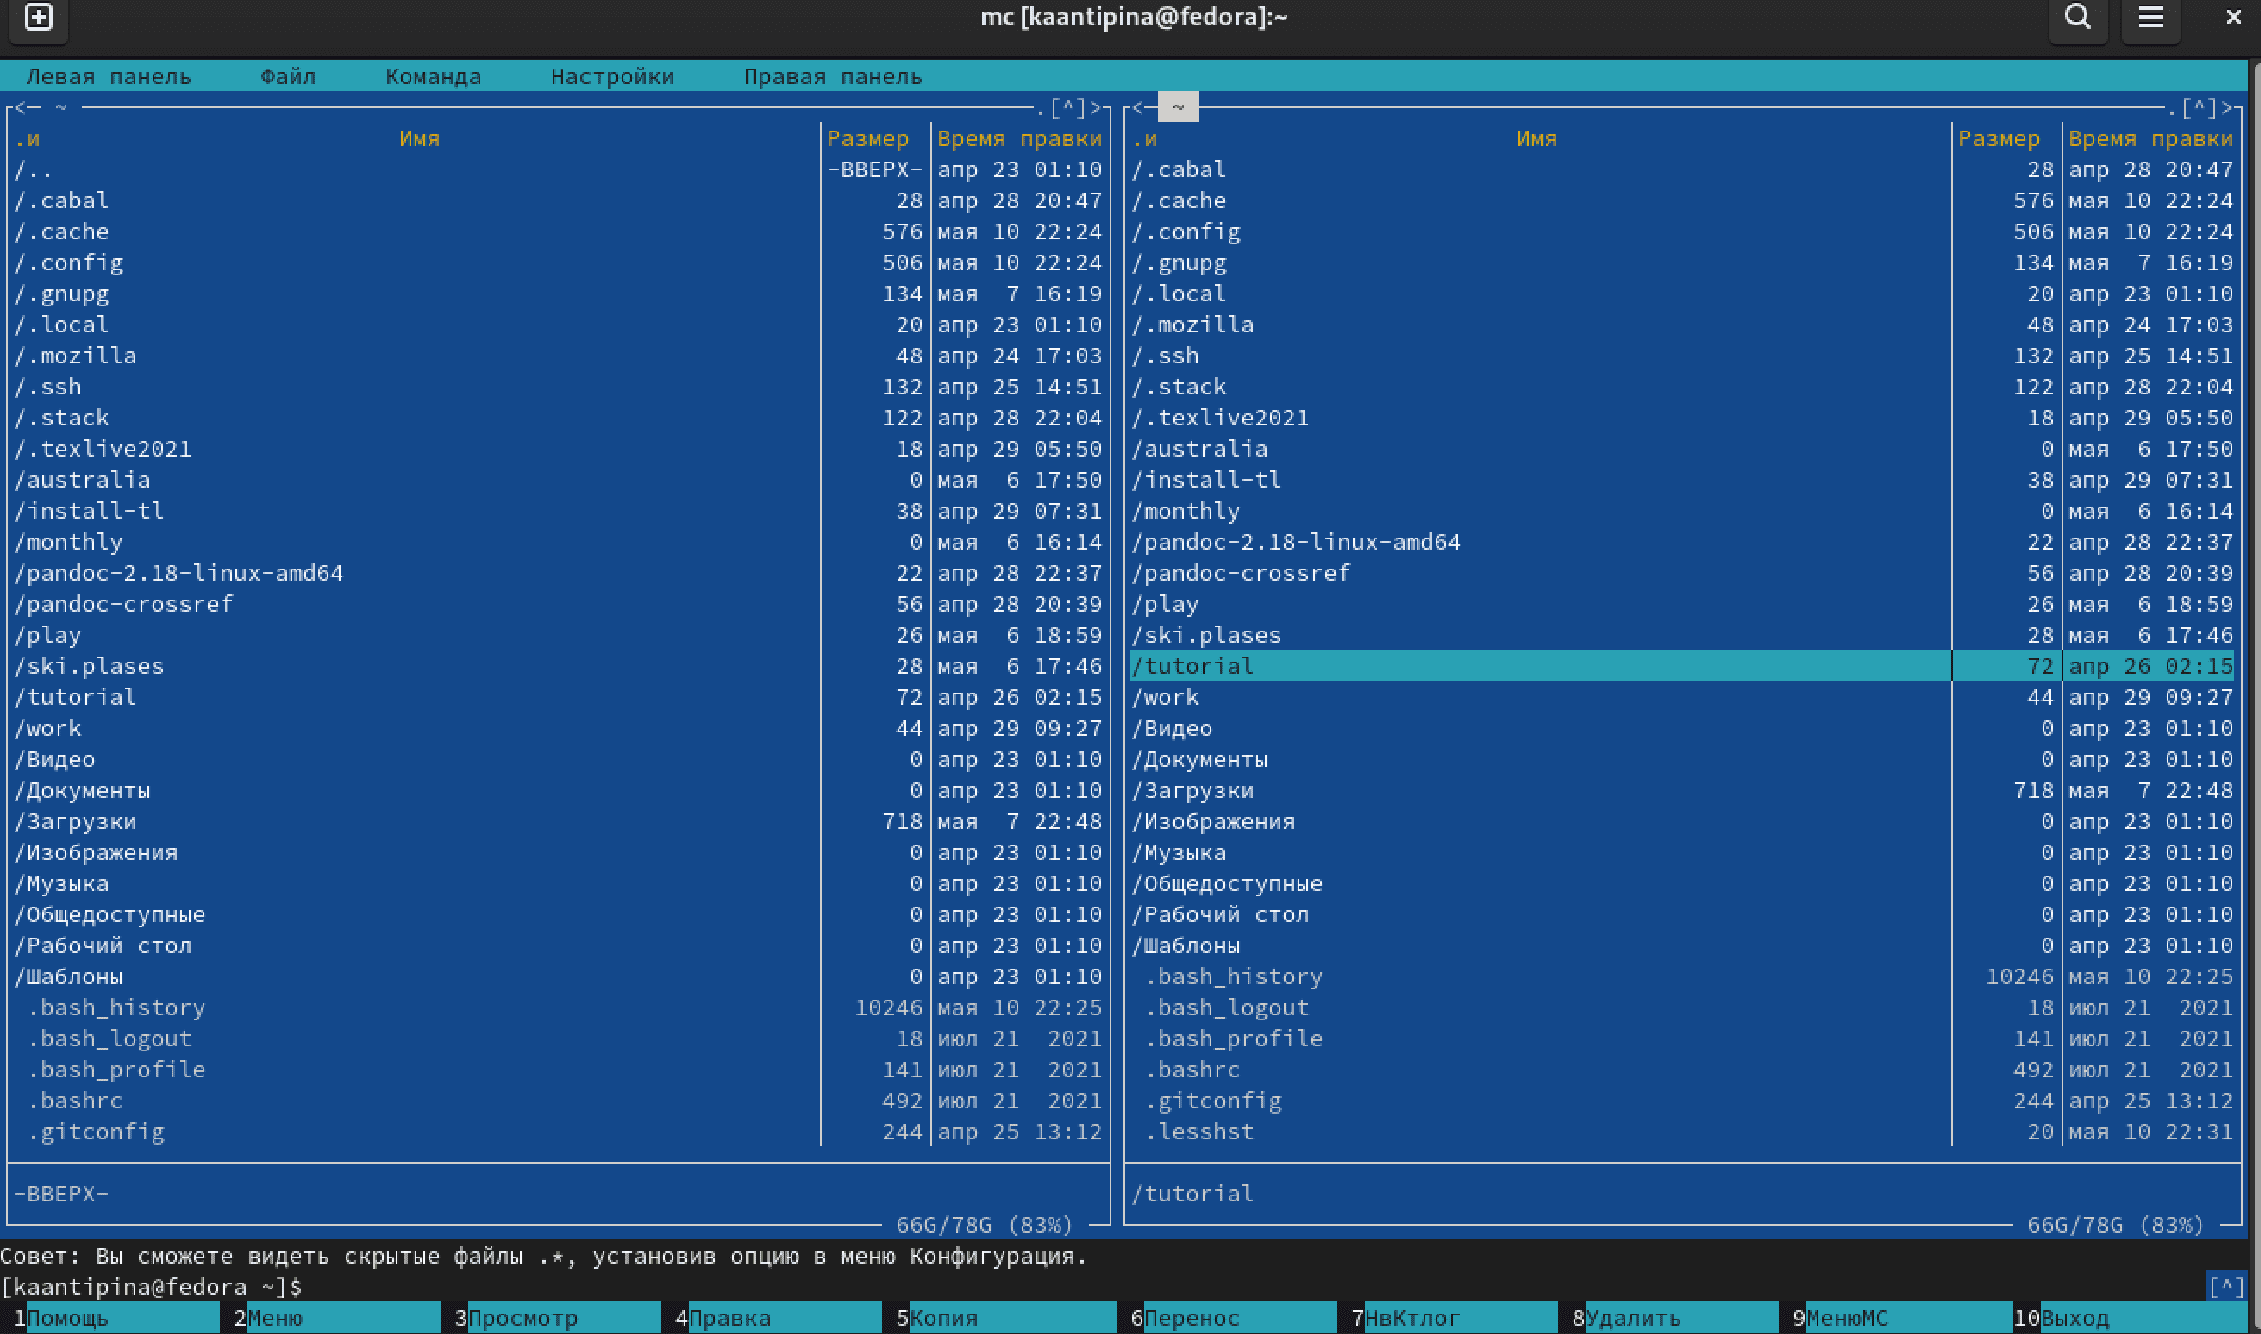 mc [kaantipina@fedora]:~
Левая панель Файл Команда Настройки Правая панель
<— ~ .[^]> <— ~ .[^]>
.и Имя Размер Время правки .и Имя Размер Время правки
/.. -ВВЕРХ- апр 23 01:10 /.cabal 28 апр 28 20:47
/.cabal 28 апр 28 20:47 /.cache 576 мая 10 22:24
/.cache 576 мая 10 22:24 /.config 506 мая 10 22:24
/.config 506 мая 10 22:24 /.gnupg 134 мая 7 16:19
/.gnupg 134 мая 7 16:19 /.local 20 апр 23 01:10
/.local 20 апр 23 01:10 /.mozilla 48 апр 24 17:03
/.mozilla 48 апр 24 17:03 /.ssh 132 апр 25 14:51
/.ssh 132 апр 25 14:51 /.stack 122 апр 28 22:04
/.stack 122 апр 28 22:04 /.texlive2021 18 апр 29 05:50
/.texlive2021 18 апр 29 05:50 /australia 0 мая 6 17:50
/australia 0 мая 6 17:50 /install-tl 38 апр 29 07:31
/install-tl 38 апр 29 07:31 /monthly 0 мая 6 16:14
/monthly 0 мая 6 16:14 /pandoc-2.18-linux-amd64 22 апр 28 22:37
/pandoc-2.18-linux-amd64 22 апр 28 22:37 /pandoc-crossref 56 апр 28 20:39
/pandoc-crossref 56 апр 28 20:39 /play 26 мая 6 18:59
/play 26 мая 6 18:59 /ski.plases 28 мая 6 17:46
/ski.plases 28 мая 6 17:46 /tutorial 72 апр 26 02:15
/tutorial 72 апр 26 02:15 /work 44 апр 29 09:27
/work 44 апр 29 09:27 /Видео 0 апр 23 01:10
/Видео 0 апр 23 01:10 /Документы 0 апр 23 01:10
/Документы 0 апр 23 01:10 /Загрузки 718 мая 7 22:48
/Загрузки 718 мая 7 22:48 /Изображения 0 апр 23 01:10
/Изображения 0 апр 23 01:10 /Музыка 0 апр 23 01:10
/Музыка 0 апр 23 01:10 /Общедоступные 0 апр 23 01:10
/Общедоступные 0 апр 23 01:10 /Рабочий стол 0 апр 23 01:10
/Рабочий стол 0 апр 23 01:10 /Шаблоны 0 апр 23 01:10
/Шаблоны 0 апр 23 01:10 .bash_history 10246 мая 10 22:25
.bash_history 10246 мая 10 22:25 .bash_logout 18 июл 21 2021
.bash_logout 18 июл 21 2021 .bash_profile 141 июл 21 2021
.bash_profile 141 июл 21 2021 .bashrc 492 июл 21 2021
.bashrc 492 июл 21 2021 .gitconfig 244 апр 25 13:12
.gitconfig 244 апр 25 13:12 .lesshst 20 мая 10 22:31
-ВВЕРХ- /tutorial
66G/78G (83%) 66G/78G (83%)
Совет: Вы сможете видеть скрытые файлы .*, установив опцию в меню Конфигурация.
[kaantipina@fedora ~]$ [^]
1Помощь 2Меню 3Просмотр 4Правка 5Копия 6Перенос 7НвКтлог 8Удалить 9МенюМС 10Выход